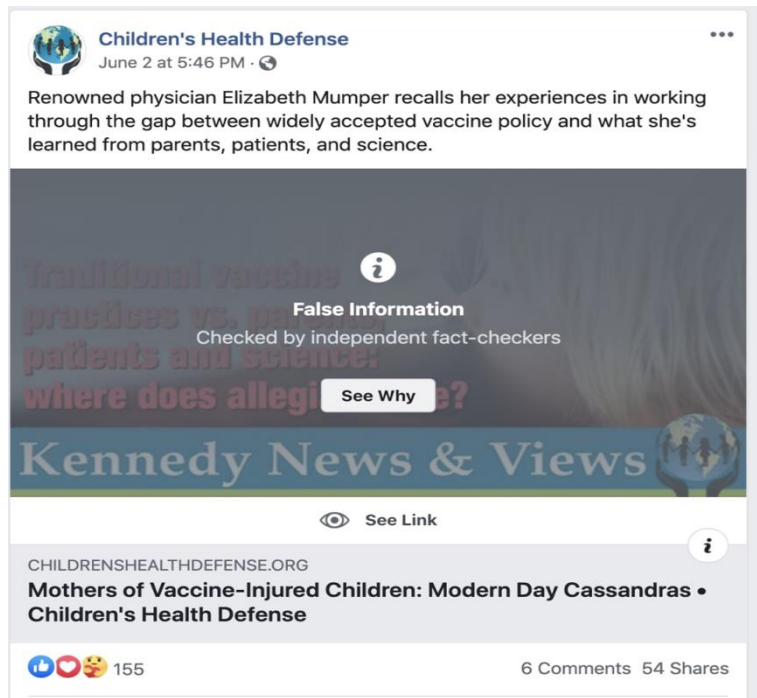 Children's Health Defense
June 2 at 5:46 PM ·
Renowned physician Elizabeth Mumper recalls her experiences in working
through the gap between widely accepted vaccine policy and what she's
learned from parents, patients, and science.
Traditional vaccine
practices vs. parents,
patients and science:
where does allegi e?
False Information
Checked by independent fact-checkers
See Why
Kennedy News & Views
See Link
CHILDRENSHEALTHDEFENSE.ORG
Mothers of Vaccine-Injured Children: Modern Day Cassandras •
Children's Health Defense
155
6 Comments 54 Shares